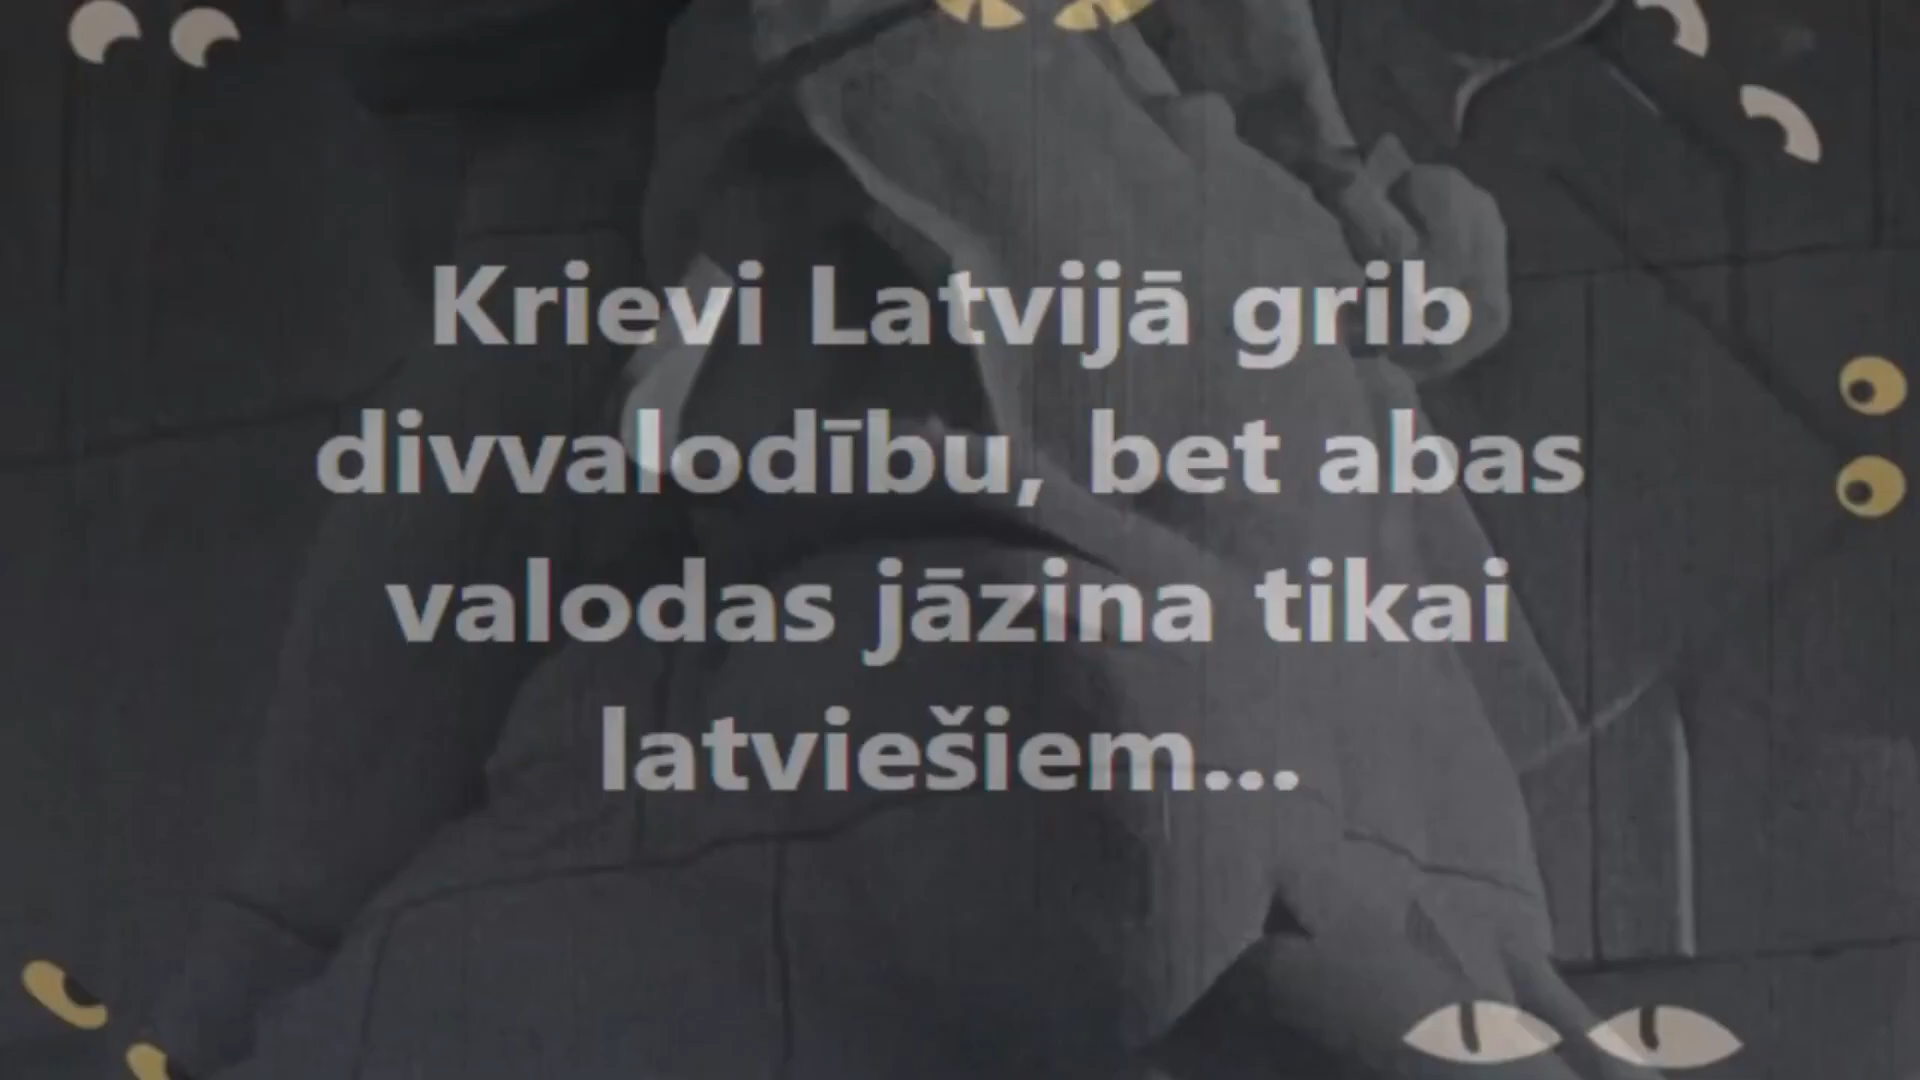 Krievi Latvijā grib
divvalodību, bet abas
valodas jāzina tikai
latviešiem...